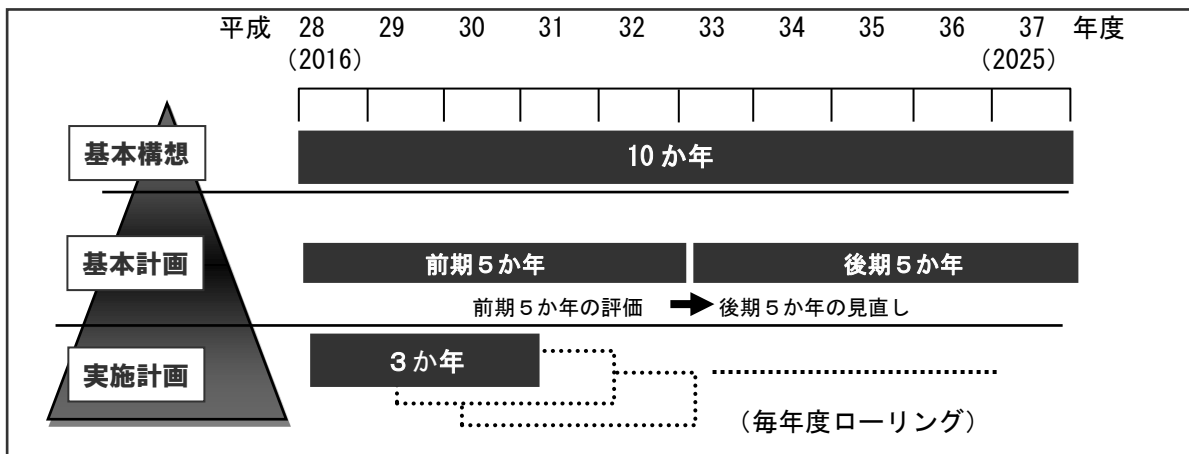 平成 28 29 30 31 32 33 34 35 36 37 年度
(2016) (2025)
基本構想 10か年
基本計画 前期5か年 後期5か年
前期5か年の評価 後期5か年の見直し
実施計画 3か年
(毎年度ローリング)